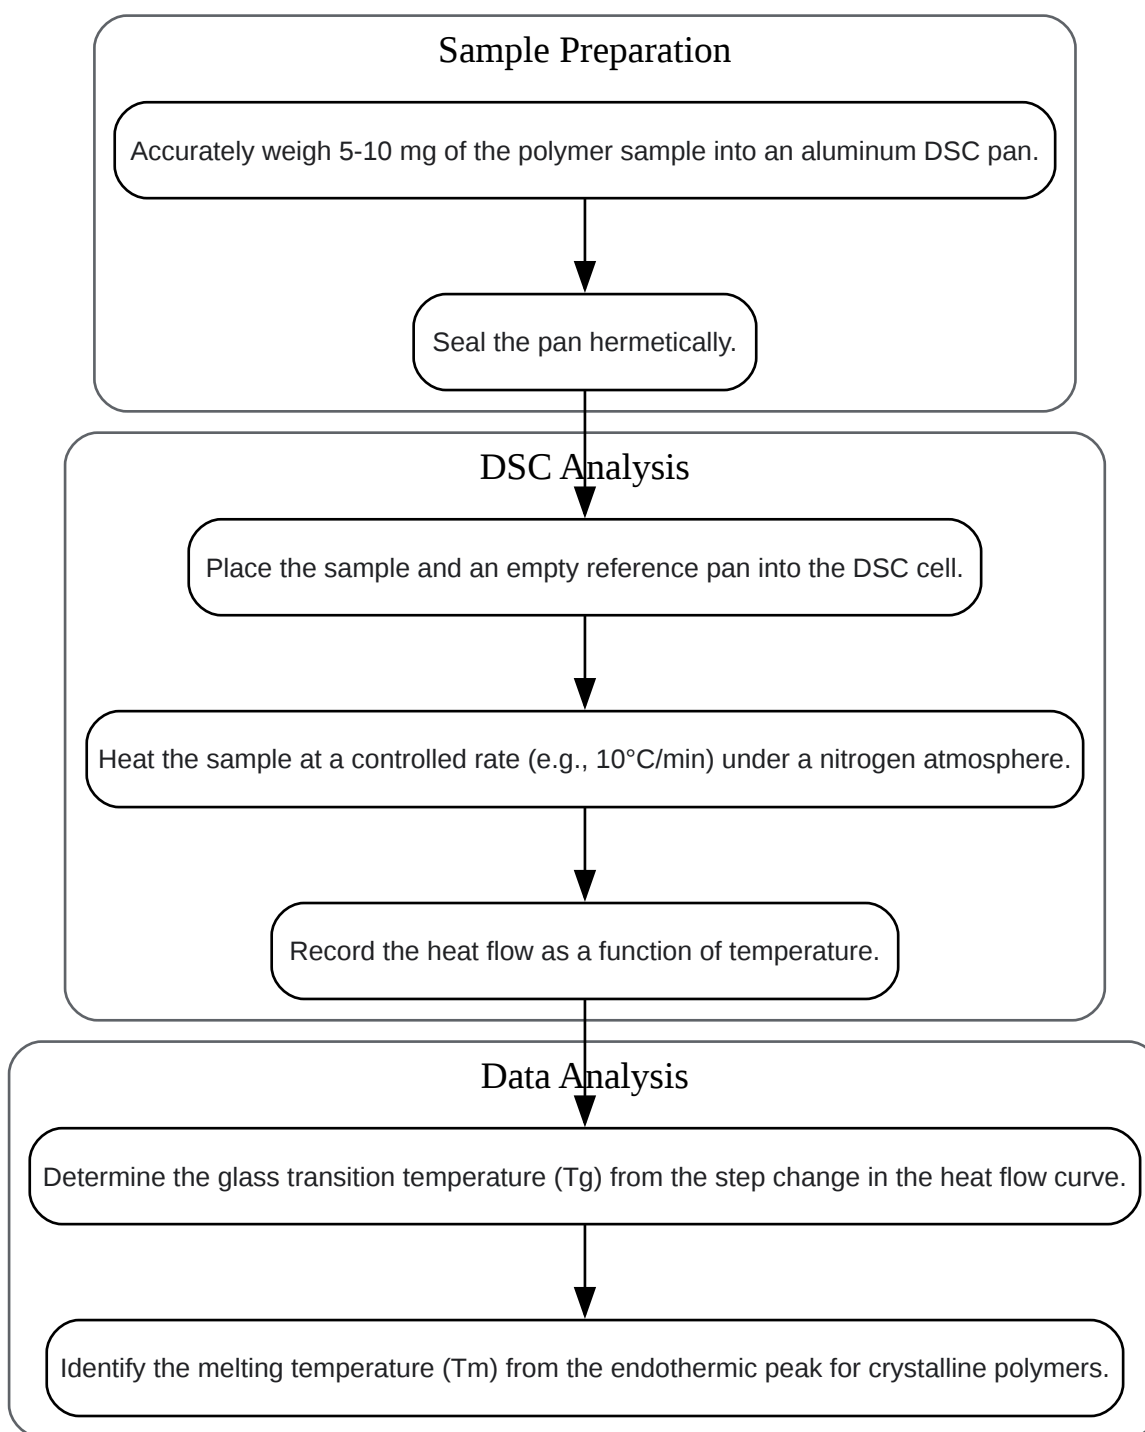 Sample Preparation
Accurately weigh 5-10 mg of the polymer sample into an aluminum DSC pan.
Seal the pan hermetically.
DSC Analysis
Place the sample and an empty reference pan into the DSC cell.
Heat the sample at a controlled rate (e.g., 10°C/min) under a nitrogen atmosphere.
Record the heat flow as a function of temperature.
Data Analysis
Determine the glass transition temperature (Tg) from the step change in the heat flow curve.
Identify the melting temperature (Tm) from the endothermic peak for crystalline polymers.